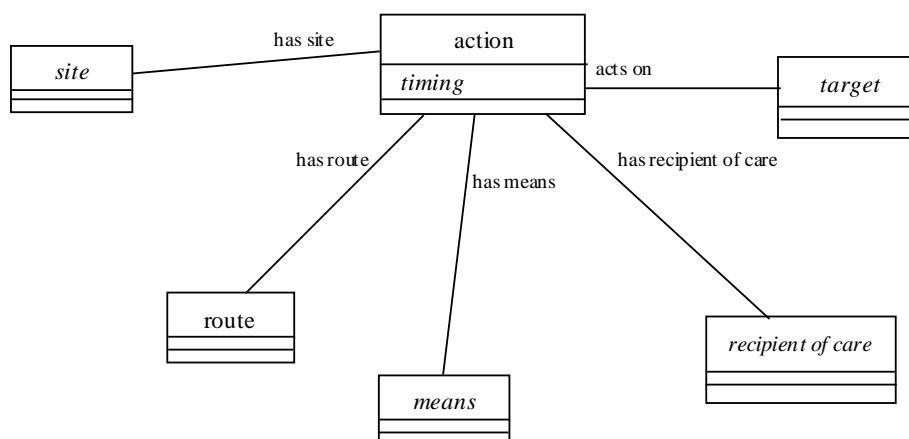 has site
action
site
timing
acts on
target
has route
has means
has recipient of care
route
recipient of care
means